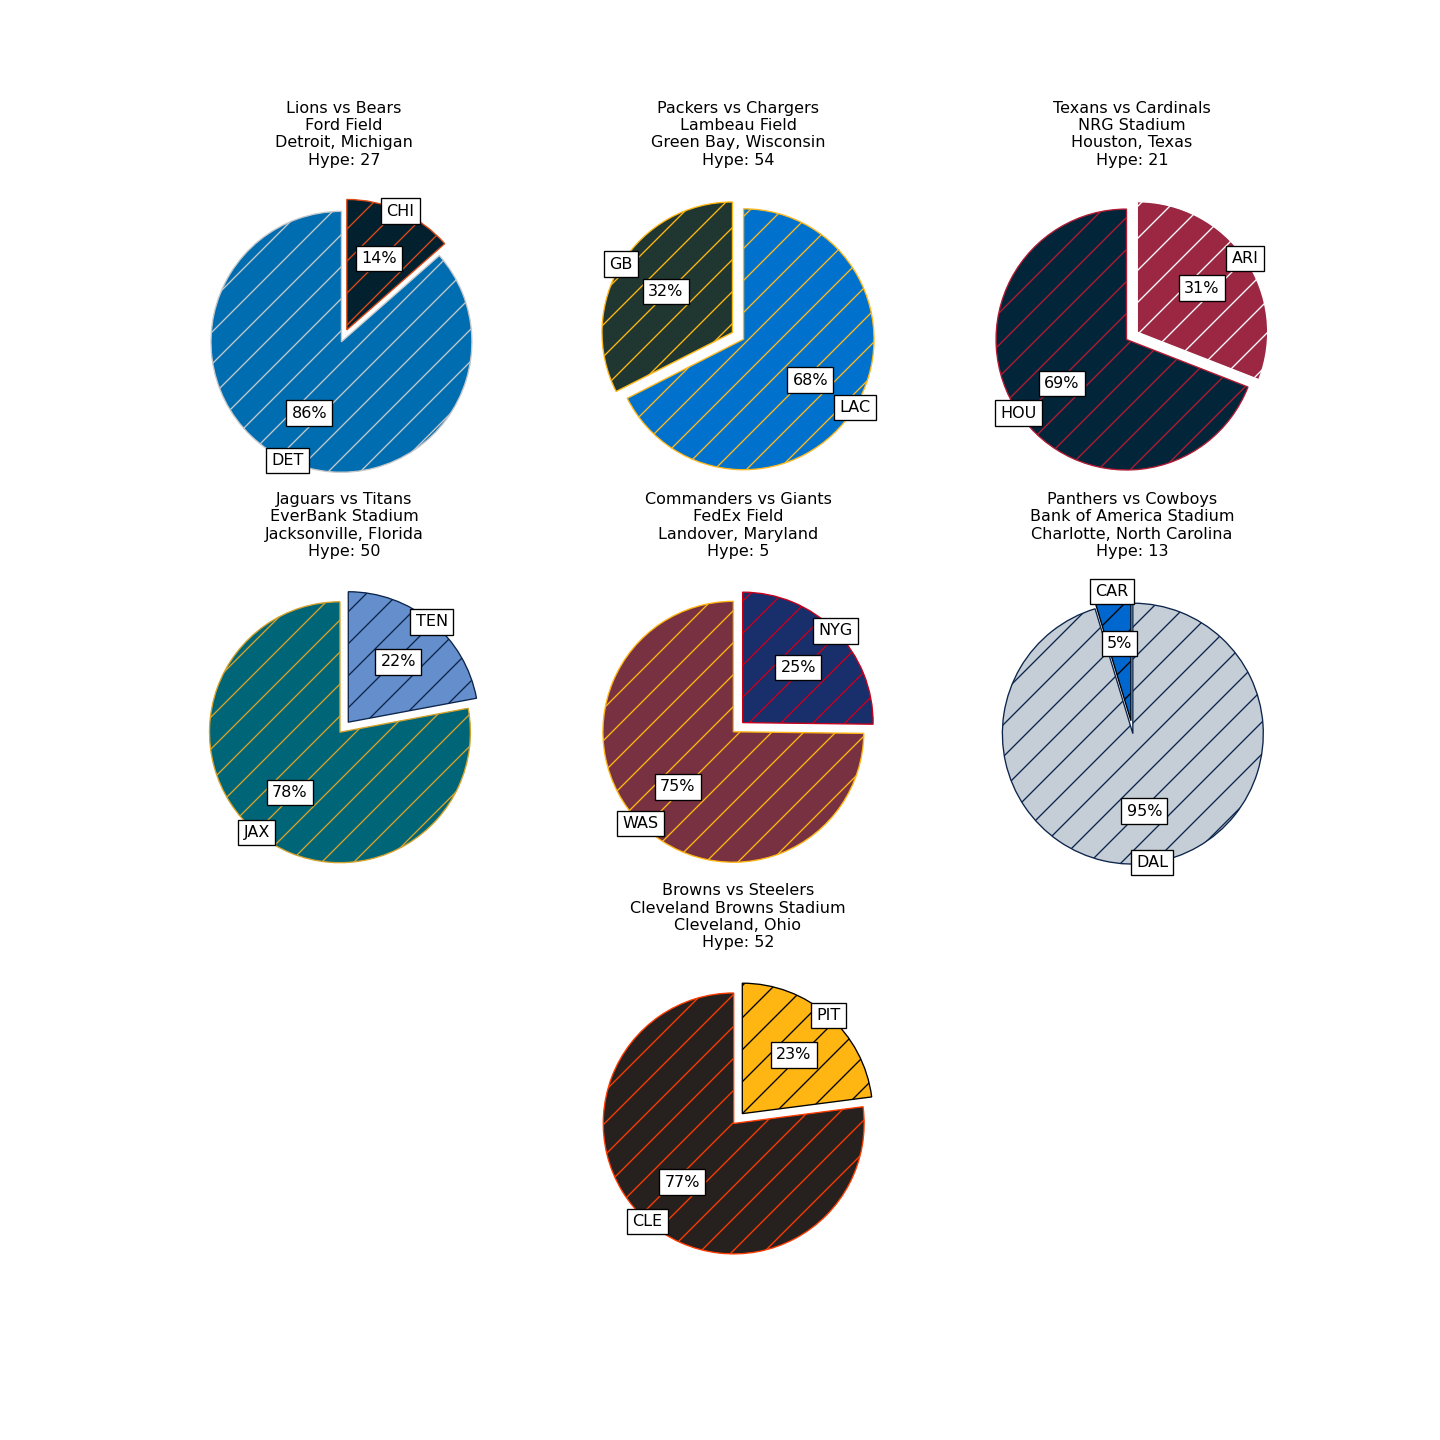 Lions vs Bears
Ford Field
Detroit, Michigan
Hype: 27
CHI
14%
86%
DET
Packers vs Chargers
Lambeau Field
Green Bay, Wisconsin
Hype: 54
GB
32%
68%
LAC
Texans vs Cardinals
NRG Stadium
Houston, Texas
Hype: 21
ARI
31%
69%
HOU
Jaguars vs Titans
EverBank Stadium
Jacksonville, Florida
Hype: 50
TEN
22%
78%
JAX
Commanders vs Giants
FedEx Field
Landover, Maryland
Hype: 5
NYG
25%
75%
WAS
Panthers vs Cowboys
Bank of America Stadium
Charlotte, North Carolina
Hype: 13
CAR
5%
95%
DAL
Browns vs Steelers
Cleveland Browns Stadium
Cleveland, Ohio
Hype: 52
PIT
23%
77%
CLE